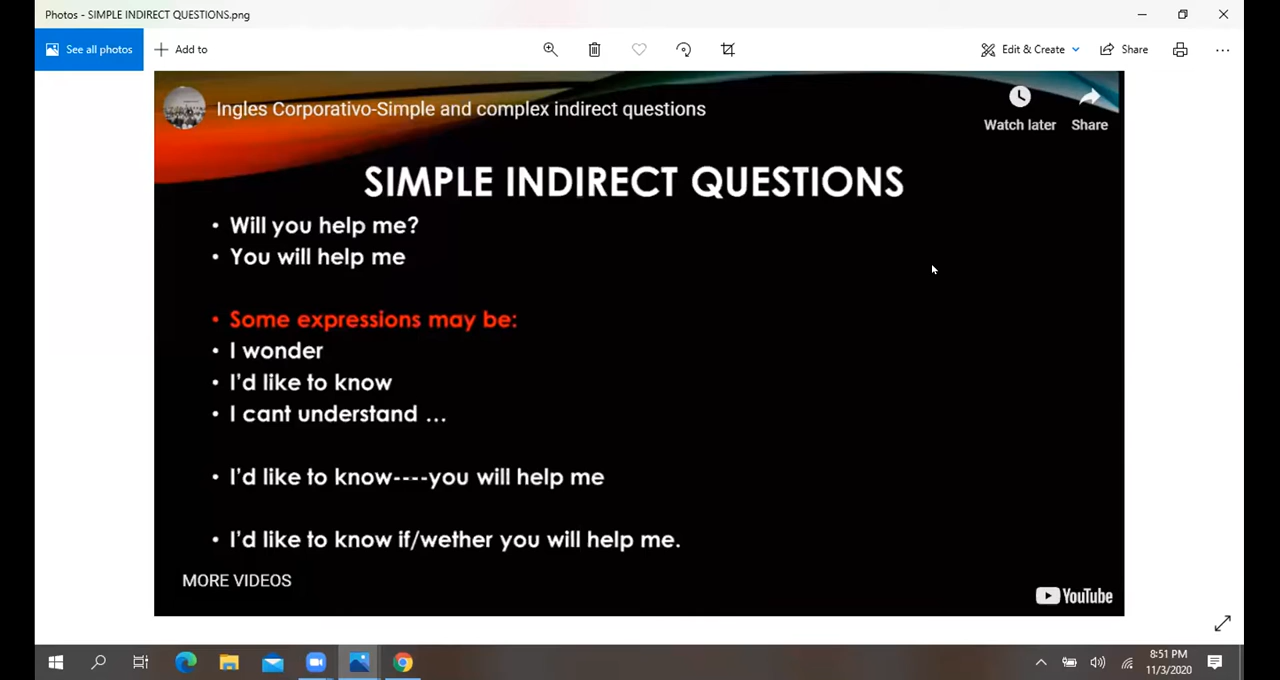 Photos - SIMPLE INDIRECT QUESTIONS.png
See all photos
Add to
Edit & Create
Share
Ingles Corporativo-Simple and complex indirect questions
Watch later
Share
SIMPLE INDIRECT QUESTIONS
• Will you help me?
• You will help me
• Some expressions may be:
• I wonder
• I'd like to know
• I cant understand ...
• I'd like to know----you will help me
• I'd like to know if/wether you will help me.
MORE VIDEOS
YouTube
8:51 PM
11/3/2020